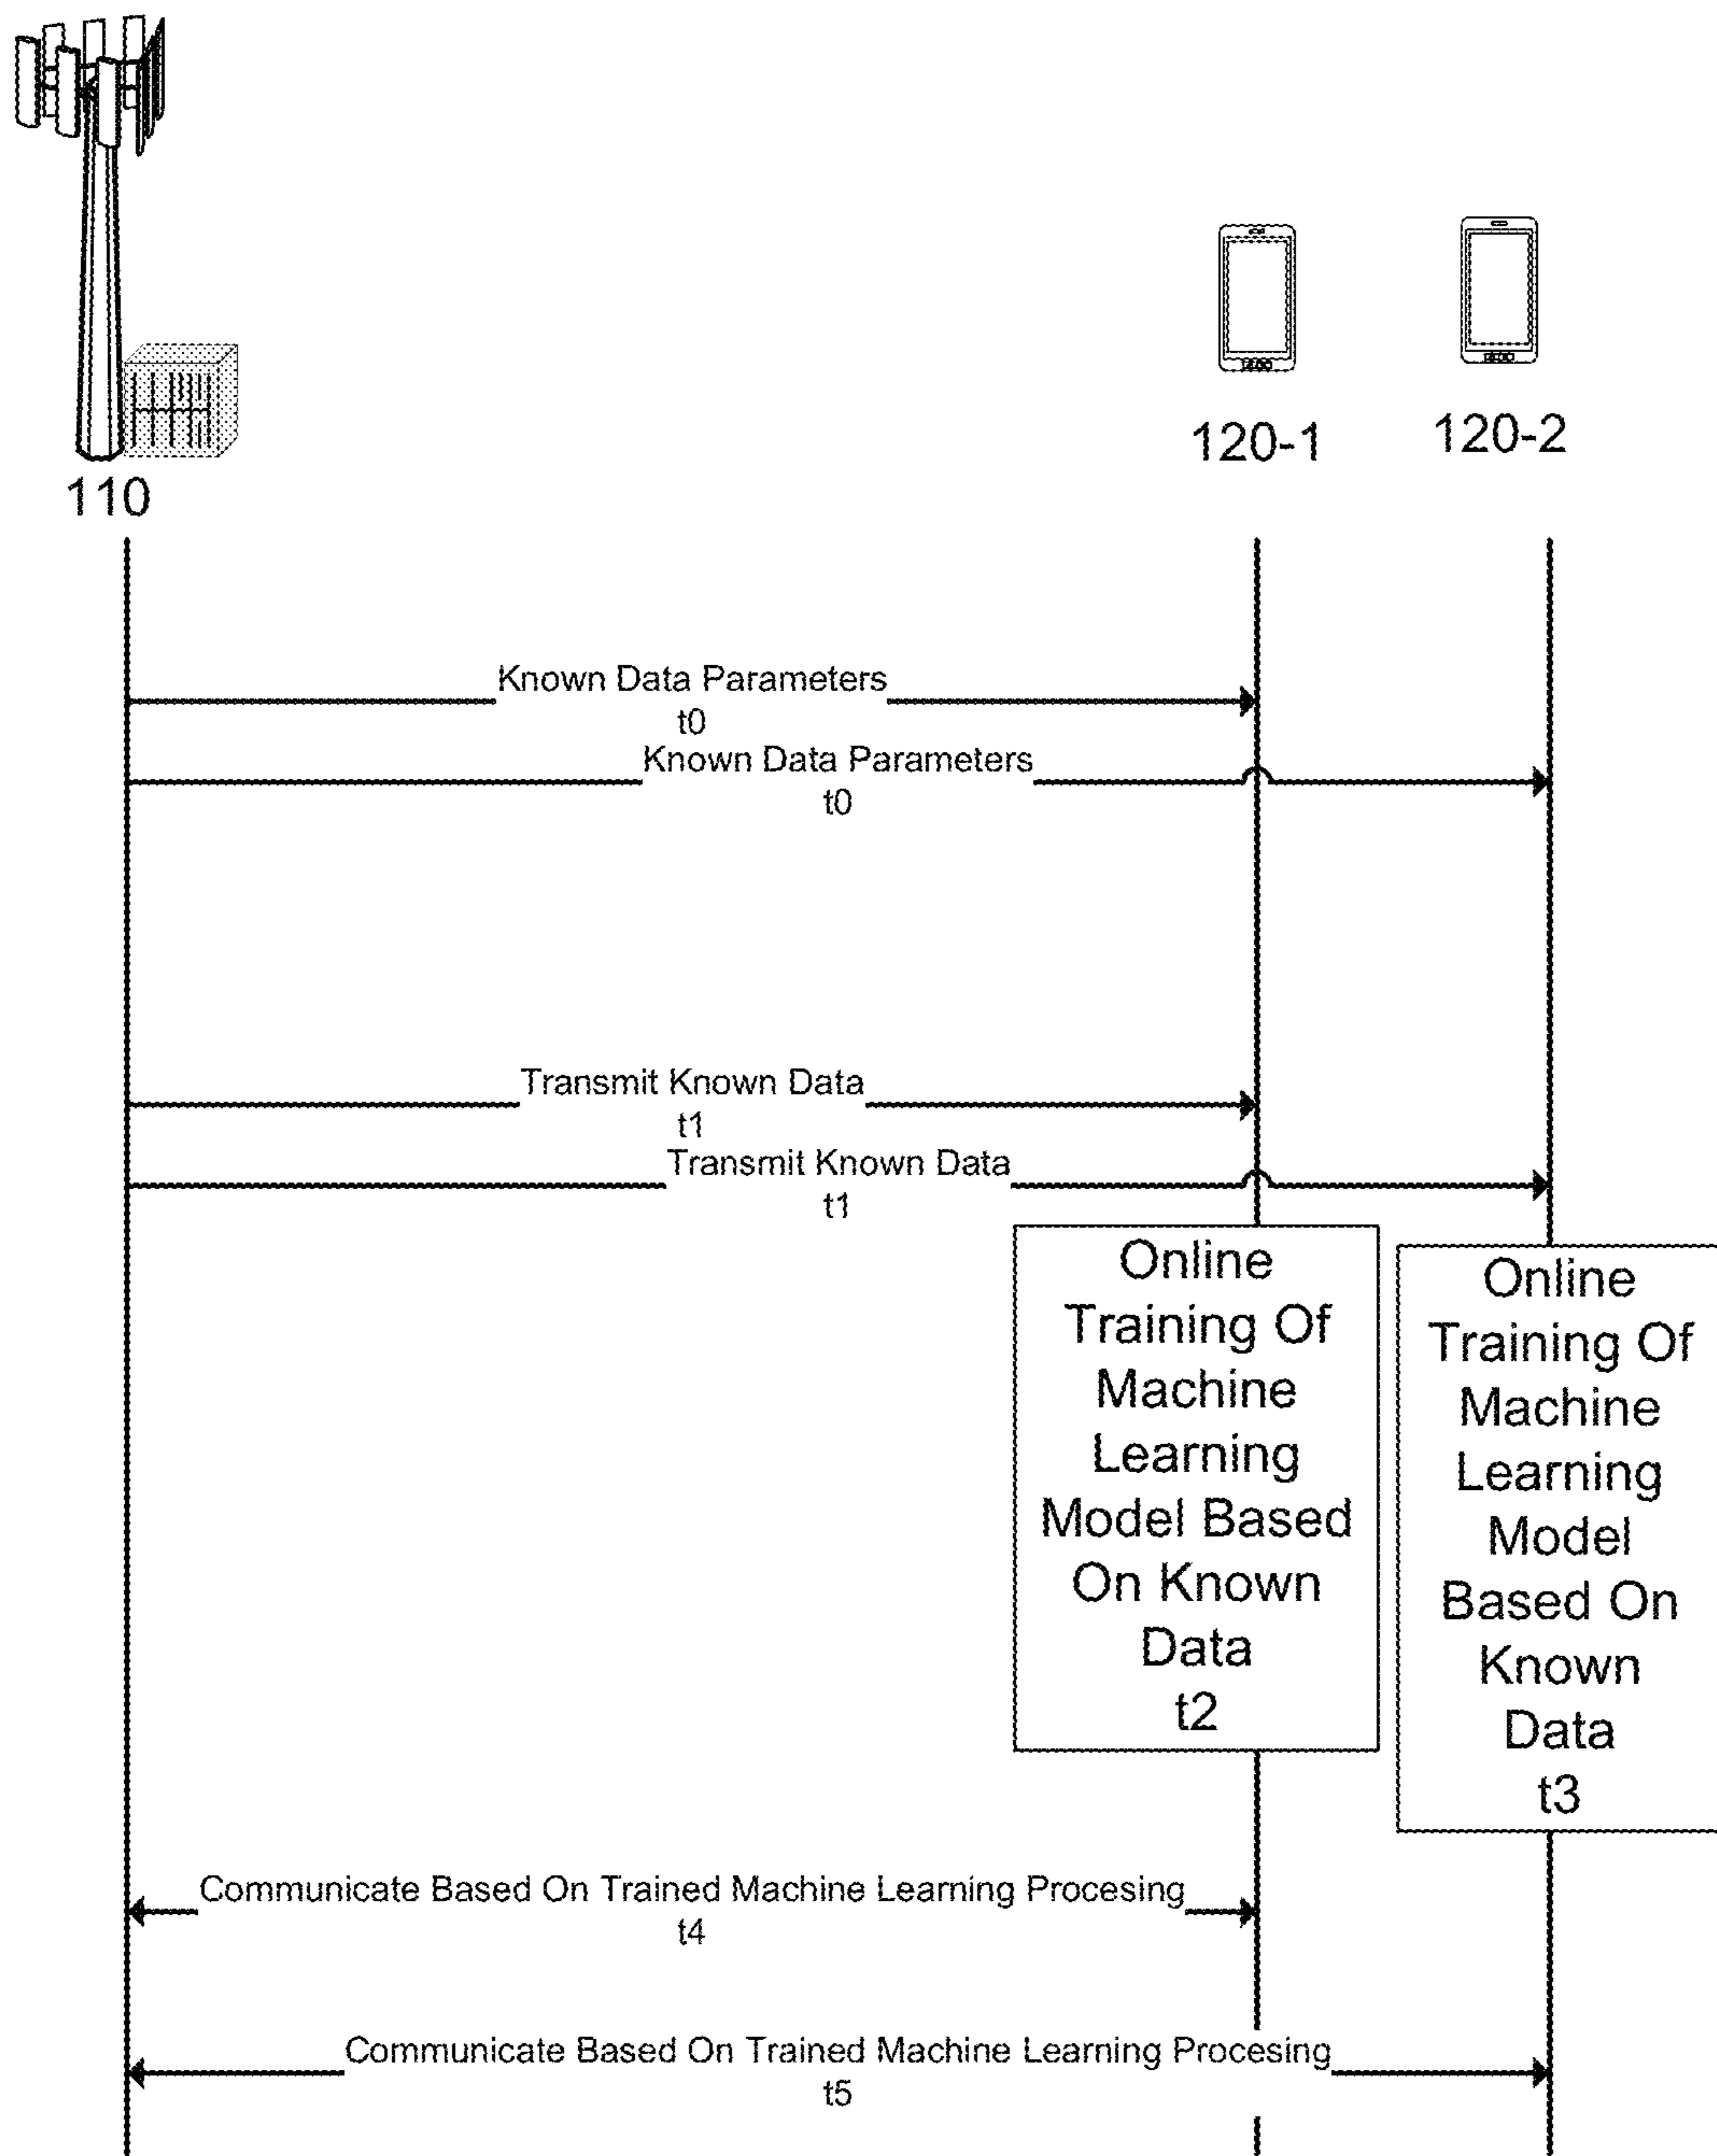 120-1
120-2
110
Known Data Parameters
t0
Known Data Parameters
t0
Transmit Known Data
t1
Transmit Known Data
t1
Online
Training Of
Machine
Learning
Model Based
On Known
Data
t2
Online
Training Of
Machine
Learning
Model
Based On
Known
Data
t3
Communicate Based On Trained Machine Learning Procesing
t4
Communicate Based On Trained Machine Learning Procesing
t5